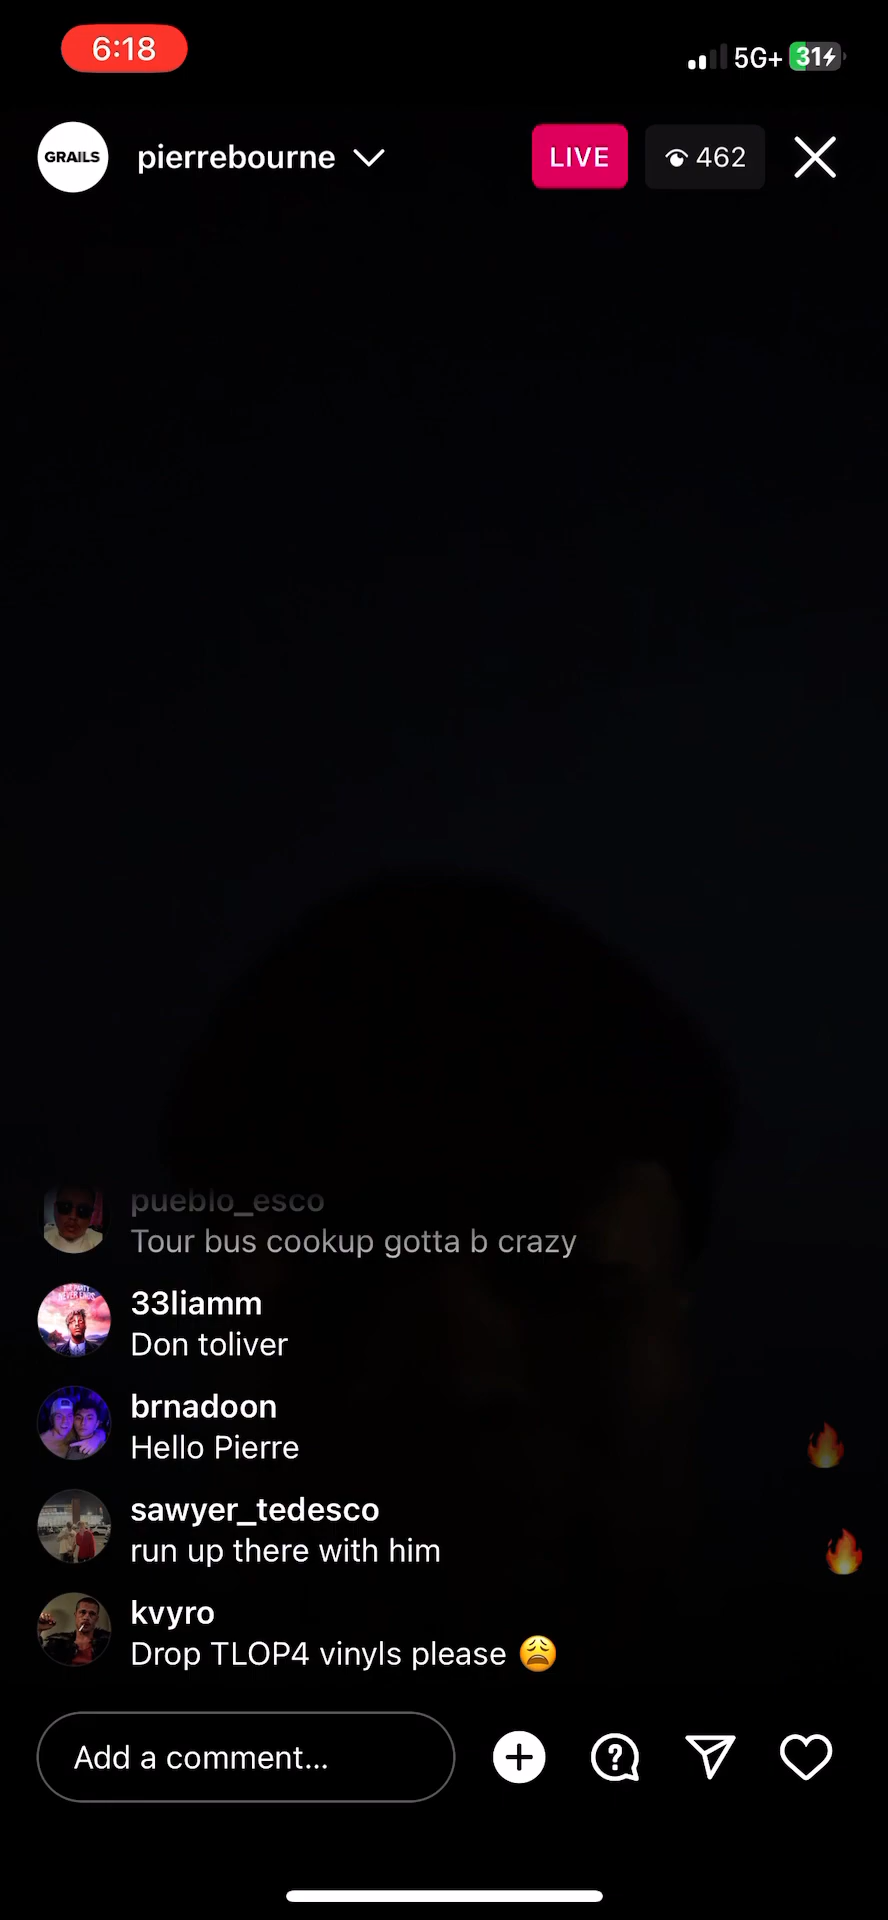 6:18
5G+
31
GRAILS
pierrebourne
LIVE
462
pueblo_esco
Tour bus cookup gotta b crazy
33liamm
Don toliver
brnadoon
Hello Pierre
sawyer_tedesco
run up there with him
kvyro
Drop TLOP4 vinyls please 😩
Add a comment...